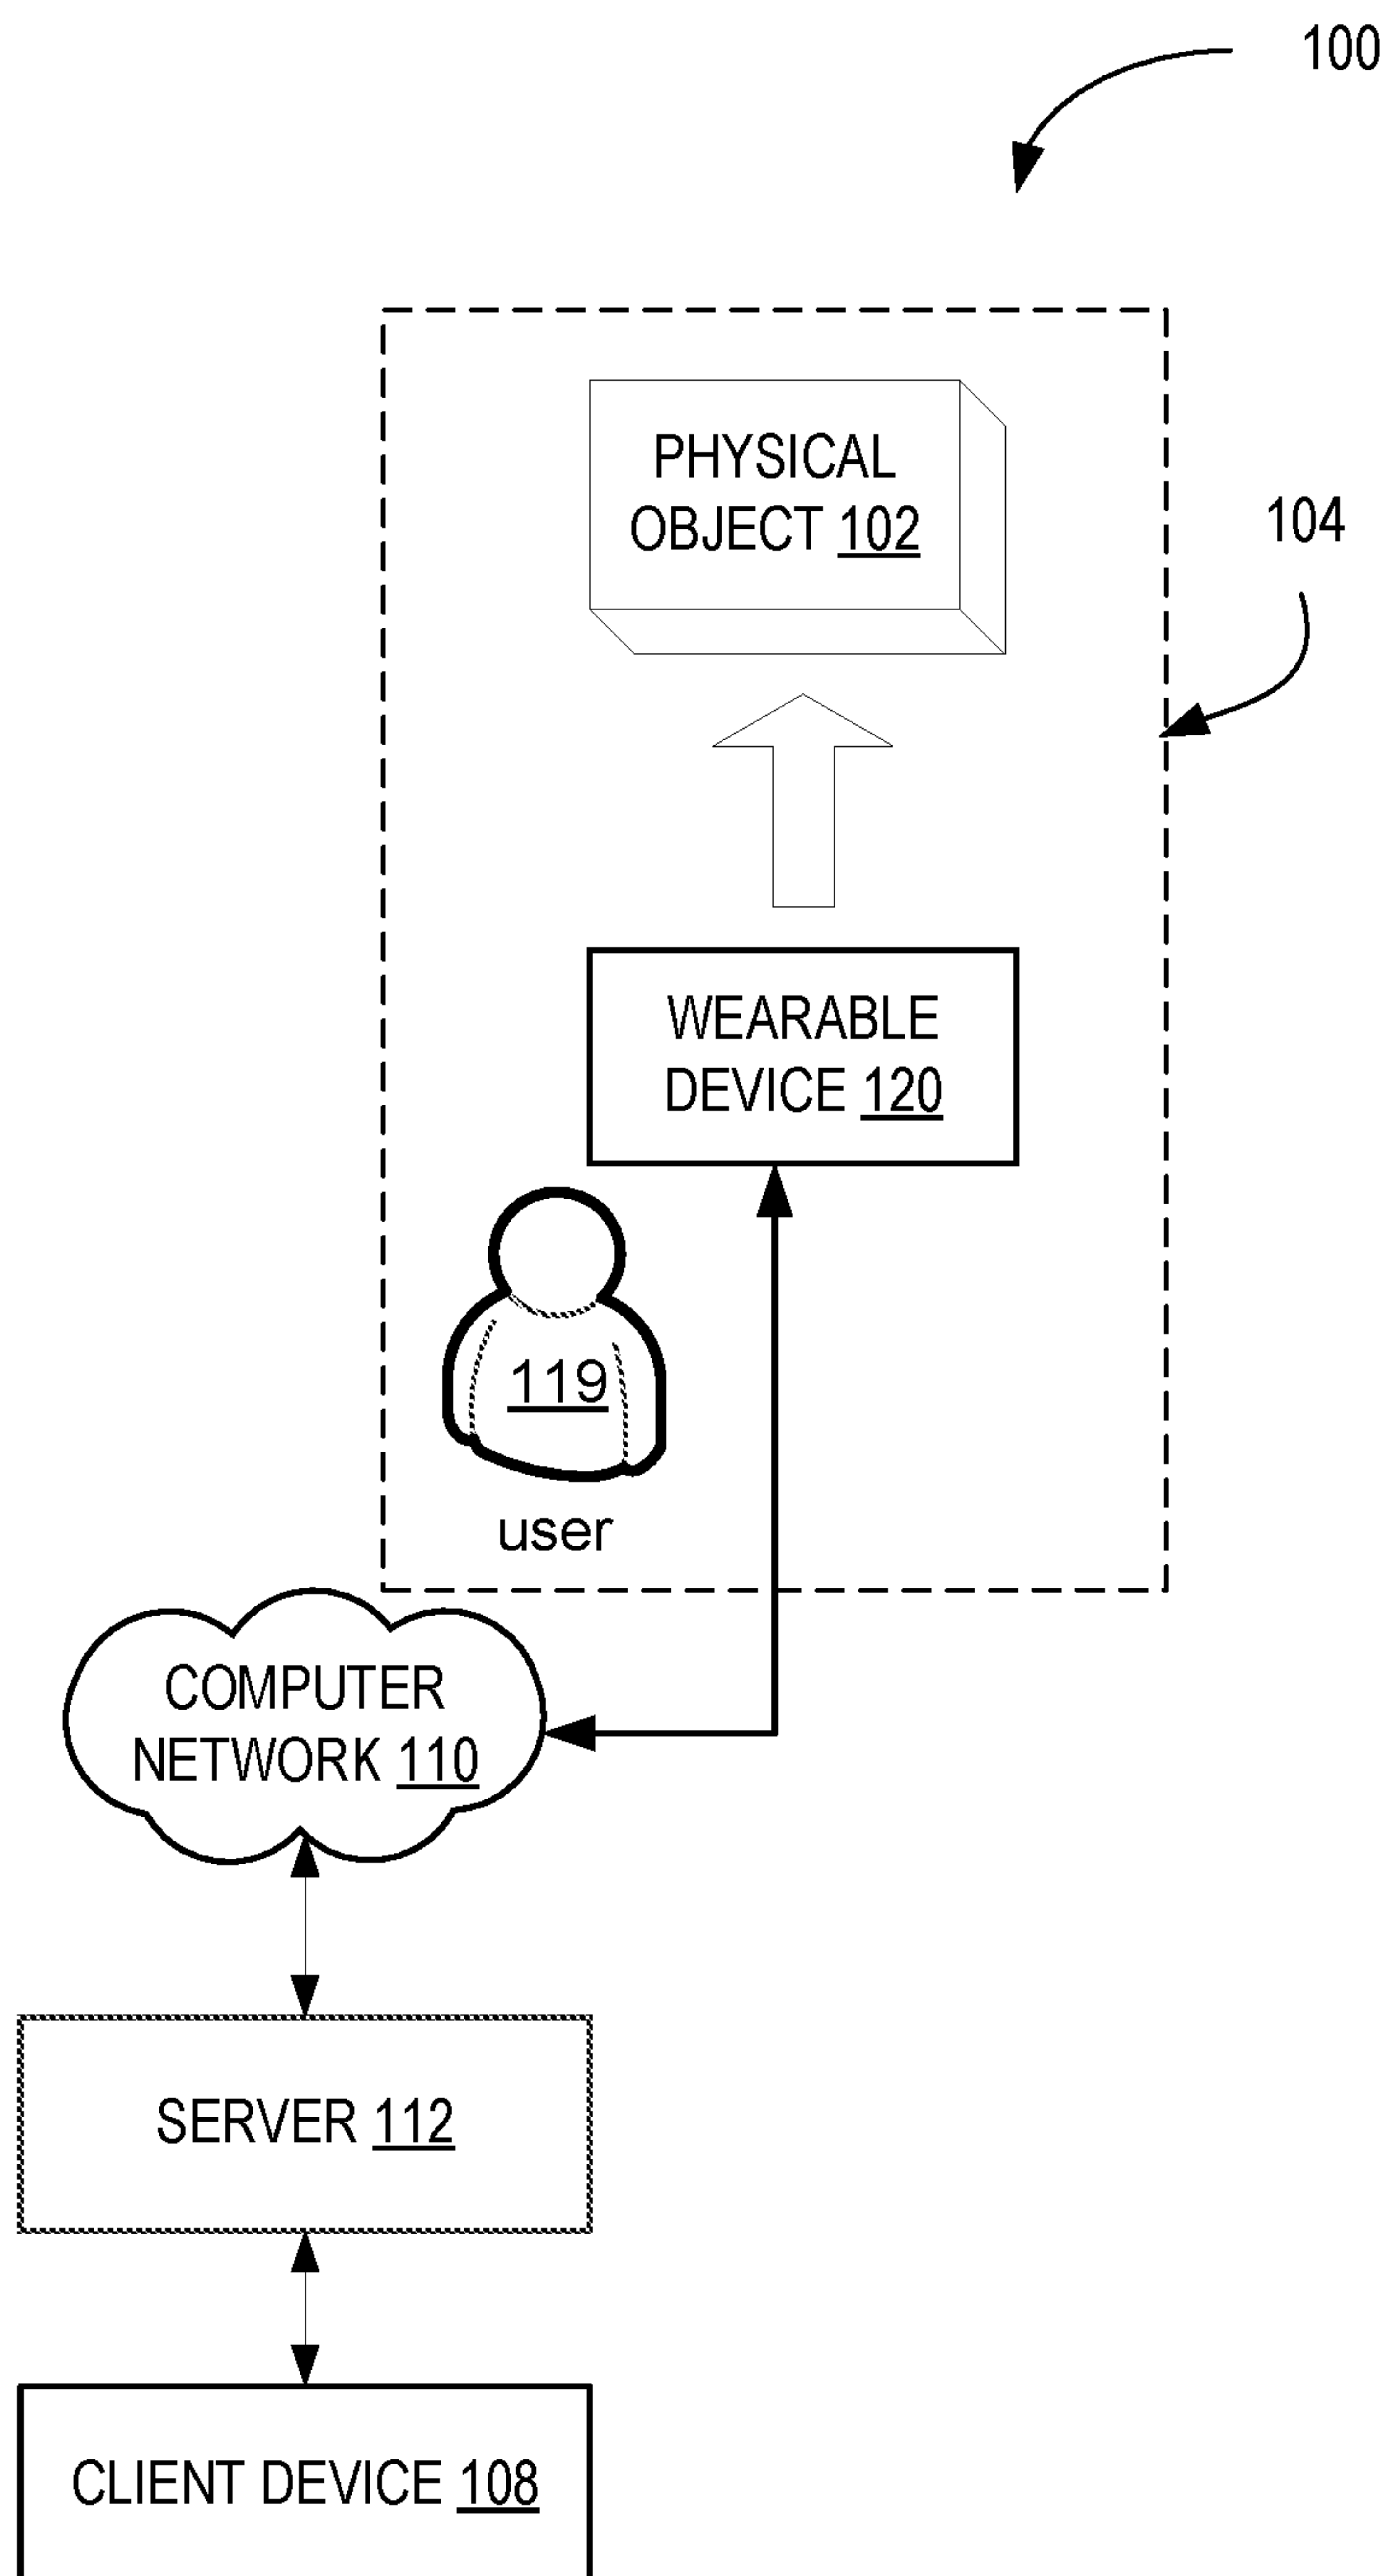 100
PHYSICAL
OBJECT 102
104
WEARABLE
DEVICE 120
119
user
COMPUTER
NETWORK 110
SERVER 112
CLIENT DEVICE 108